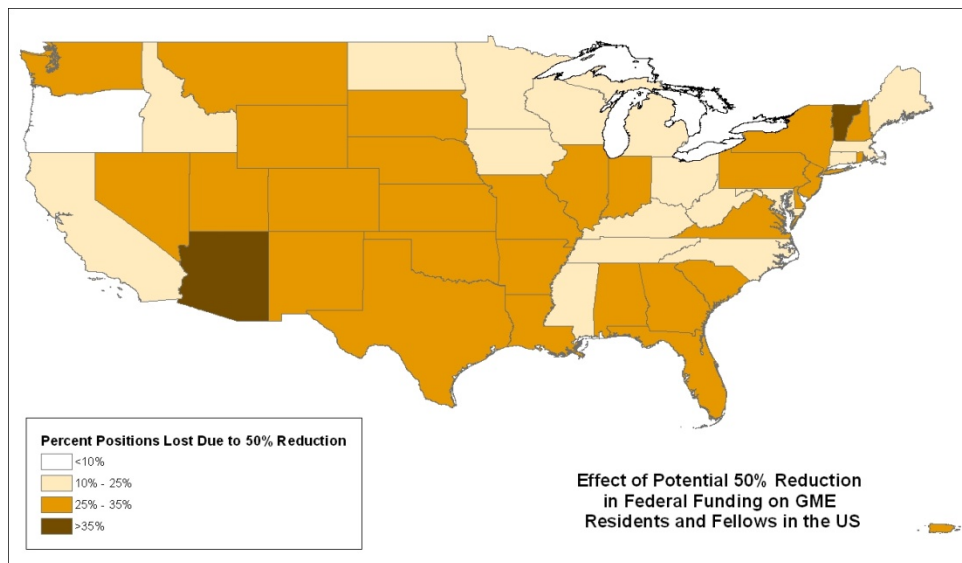 Percent Positions Lost Due to 50% Reduction
<10%
10% - 25%
25% - 35%
>35%
Effect of Potential 50% Reduction
in Federal Funding on GME
Residents and Fellows in the US